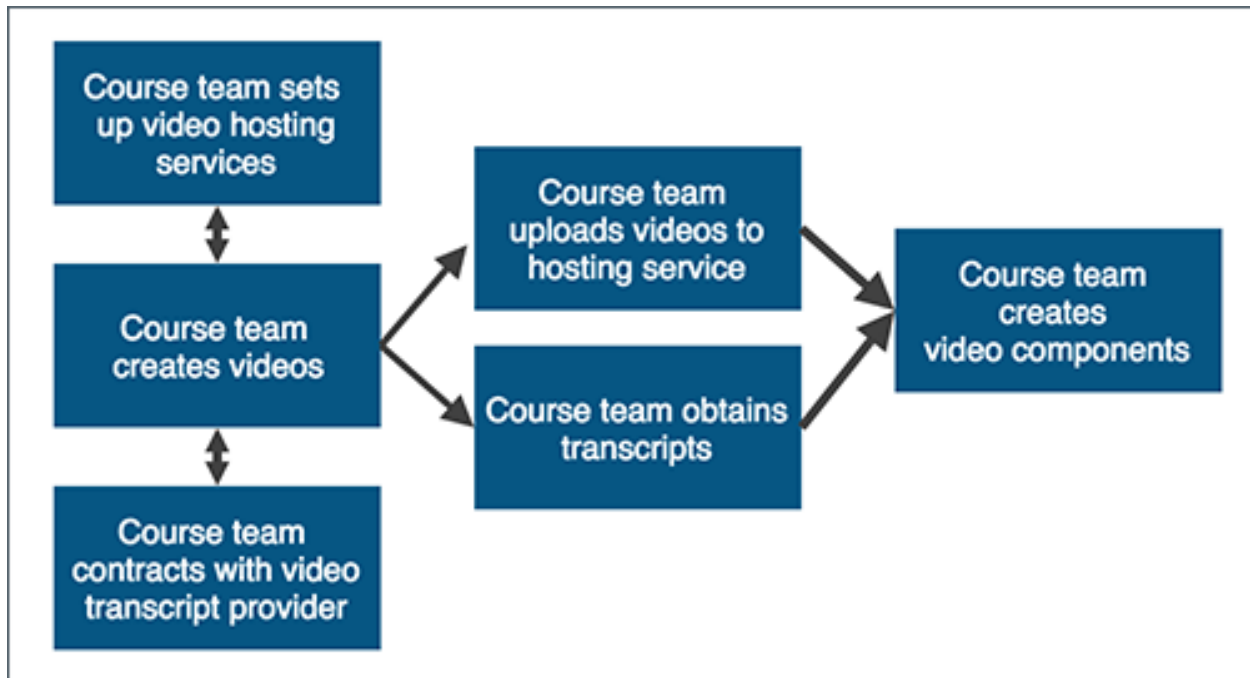 Course team sets
up video hosting
services
Course team
creates videos
Course team
contracts with video
transcript provider
Course team
uploads videos to
hosting service
Course team obtains
transcripts
Course team
creates
video components